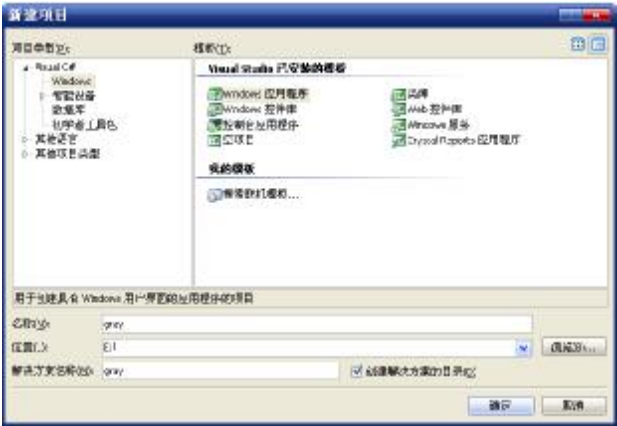 新建项目
项目类型(P): 模板(T):
Visual C#
Windows
智能设备
数据库
初学者工具包
其他语言
其他项目类型
Visual Studio 已安装的模板
Windows 应用程序 类库
Windows 控件库 Web 控件库
控制台应用程序 Windows 服务
空项目 Crystal Reports 应用程序
我的模板
搜索联机模板...
用于创建具有 Windows 用户界面的应用程序的项目
名称(N): gray
位置(L): E:\ 浏览(B)...
解决方案名称(M): gray 创建解决方案的目录(D)
确定 取消